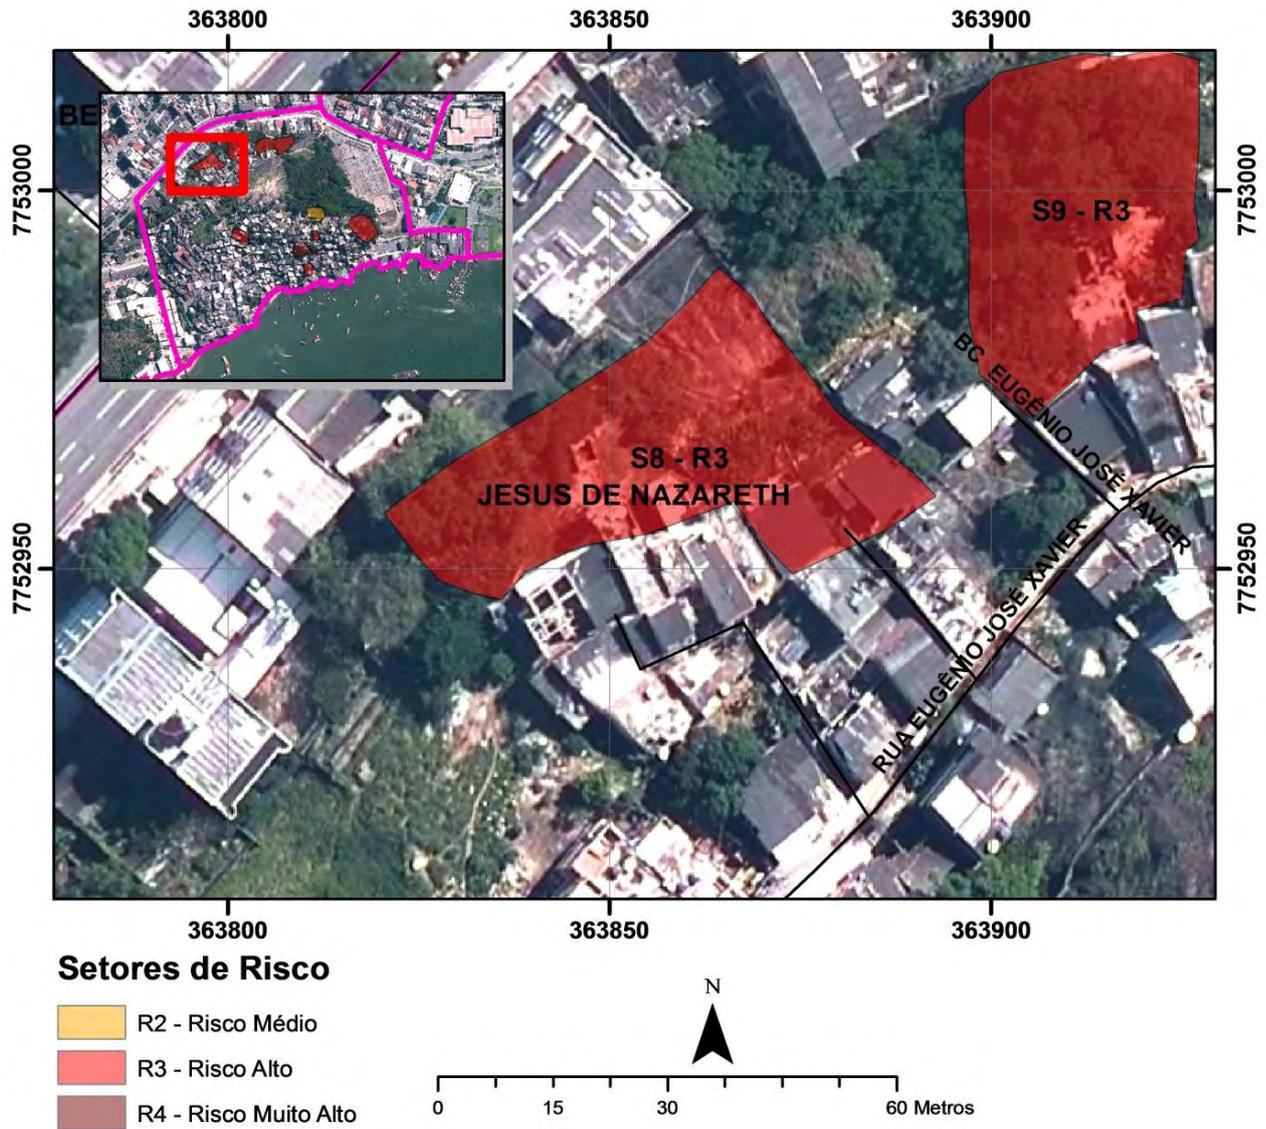 363800 363850 363900
BE
7753000 7753000
S9 - R3
BC EUGÊNIO JOSÉ XAVIER
S8 - R3
JESUS DE NAZARETH
7752950 7752950
RUA EUGÊNIO JOSÉ XAVIER
363800 363850 363900
Setores de Risco
R2 - Risco Médio
R3 - Risco Alto
R4 - Risco Muito Alto
N
0 15 30 60 Metros